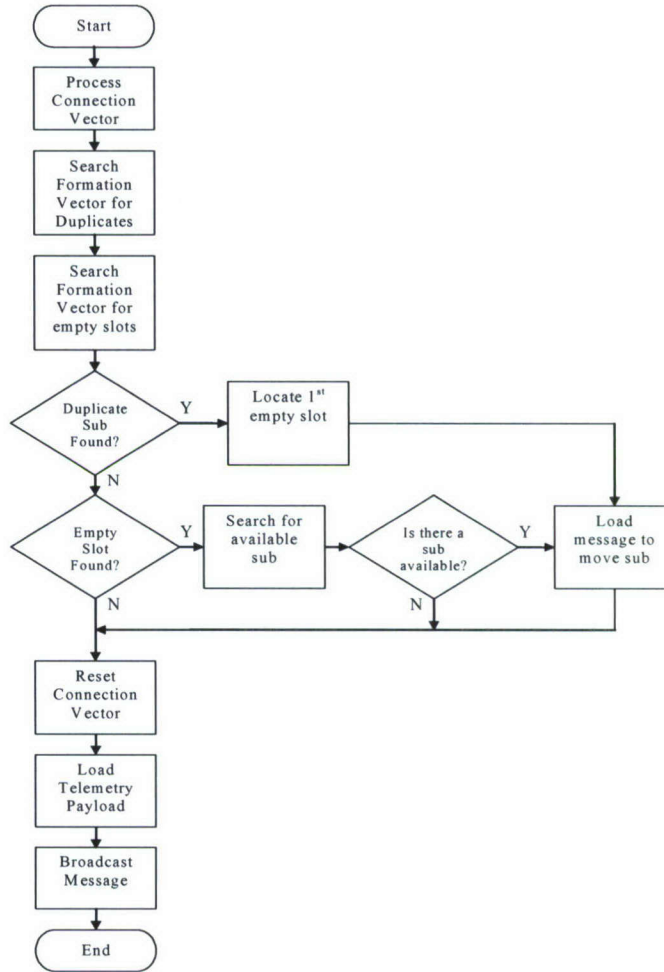 Start
Process
Connection
Vector
Search
Formation
Vector for
Duplicates
Search
Formation
Vector for
empty slots
Duplicate
Sub
Found?
Y
N
Locate 1st
empty slot
Empty
Slot
Found?
Y
N
Search for
available
sub
Is there a
sub
available?
Y
N
Load
message to
move sub
Reset
Connection
Vector
Load
Telemetry
Payload
Broadcast
Message
End